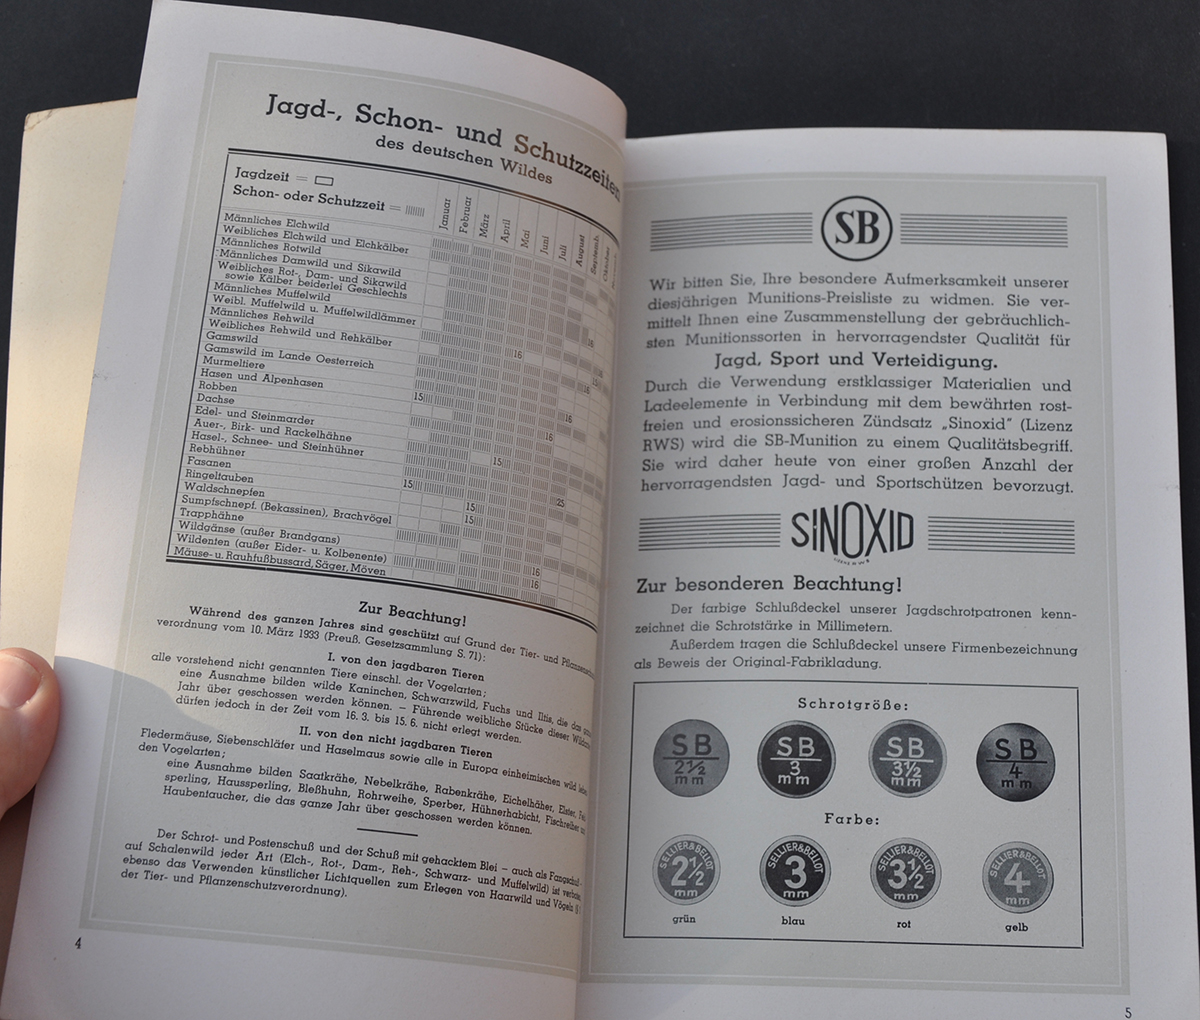 Jagd-, Schon- und Schutzzeiten
des deutschen Wildes
Jagdzeit =
Schon- oder Schutzzeit =
Januar
Februar
März
April
Mai
Juni
Juli
August
Septemb.
Oktober
Männliches Elchwild
Weibliches Elchwild und Elchkälber
Männliches Rotwild
Männliches Damwild und Sikawild
Weibliches Rot-, Dam- und Sikawild
sowie Kälber beiderlei Geschlechts
Männliches Muffelwild
Weibl. Muffelwild u. Muffelwildlämmer
Männliches Rehwild
Weibliches Rehwild und Rehkälber
Gamswild
Gamswild im Lande Oesterreich
Murmeltiere
Hasen und Alpenhasen
Robben
Dachse
Edel- und Steinmarder
Auer-, Birk- und Rackelhähne
Hasel-, Schnee- und Steinhühner
Rebhühner
Fasanen
Ringeltauben
Waldschnepfen
Sumpfschnepf. (Bekassinen), Brachvögel
Trapphähne
Wildgänse (außer Brandgans)
Wildenten (außer Eider- u. Kolbenente)
Mäuse- u. Rauhfußbussard, Säger, Möven
16
16
16
15
16
15
16
16
15
15
25
15
15
16
16
Zur Beachtung!
Während des ganzen Jahres sind geschützt auf Grund der Tier- und
verordnung vom 10. März 1933 (Preuß. Gesetzsammlung S. 71):
I. von den jagdbaren Tieren
alle vorstehend nicht genannten Tiere einschl. der Vogelarten;
eine Ausnahme bilden wilde Kaninchen, Schwarzwild, Fuchs und Iltis, die das
Jahr über geschossen werden können. – Führende weibliche Stücke dieser
dürfen jedoch in der Zeit vom 16. 3. bis 15. 6. nicht erlegt werden.
II. von den nicht jagdbaren Tieren
Fledermäuse, Siebenschläfer und Haselmaus sowie alle in Europa einheimischen wild
den Vogelarten;
eine Ausnahme bilden Saatkrähe, Nebelkrähe, Rabenkrähe, Eichelhäher, Elster,
sperling, Haussperling, Bleßhuhn, Rohrweihe, Sperber, Hühnerhabicht, Fischreiher
Haubentaucher, die das ganze Jahr über geschossen werden können.
Der Schrot- und Postenschuß und der Schuß mit gehacktem Blei – auch als Fangschuß –
auf Schalenwild jeder Art (Elch-, Rot-, Dam-, Reh-, Schwarz- und Muffelwild) ist
ebenso das Verwenden künstlicher Lichtquellen zum Erlegen von Haarwild und Vögeln
der Tier- und Pflanzenschutzverordnung).
4
SB
Wir bitten Sie, Ihre besondere Aufmerksamkeit unserer
diesjährigen Munitions-Preisliste zu widmen. Sie ver-
mittelt Ihnen eine Zusammenstellung der gebräuchlich-
sten Munitionssorten in hervorragendster Qualität für
Jagd, Sport und Verteidigung.
Durch die Verwendung erstklassiger Materialien und
Ladeelemente in Verbindung mit dem bewährten rost-
freien und erosionssicheren Zündsatz „Sinoxid" (Lizenz
RWS) wird die SB-Munition zu einem Qualitätsbegriff.
Sie wird daher heute von einer großen Anzahl der
hervorragendsten Jagd- und Sportschützen bevorzugt.
SINOXID
Zur besonderen Beachtung!
Der farbige Schlußdeckel unserer Jagdschrotpatronen kenn-
zeichnet die Schrotstärke in Millimetern.
Außerdem tragen die Schlußdeckel unsere Firmenbezeichnung
als Beweis der Original-Fabrikladung.
Schrotgröße:
SB 2½ mm
SB 3 mm
SB 3½ mm
SB 4 mm
Farbe:
SELLIER&BELLOT 2½ mm
SELLIER&BELLOT 3 mm
SELLIER&BELLOT 3½ mm
SELLIER&BELLOT 4 mm
grün
blau
rot
gelb
5